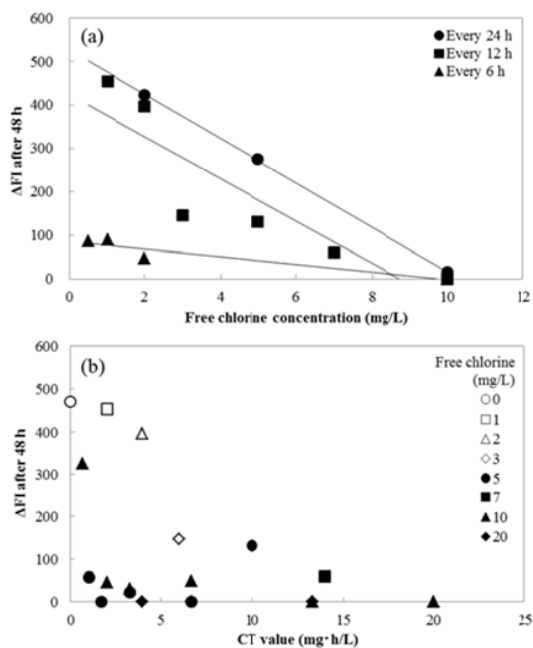 (a)
Every 24 h
Every 12 h
Every 6 h
600
500
400
300
200
100
0
ΔFI after 48 h
0 2 4 6 8 10 12
Free chlorine concentration (mg/L)
(b)
Free chlorine
(mg/L)
0
1
2
3
5
7
10
20
600
500
400
300
200
100
0
ΔFI after 48 h
0 5 10 15 20 25
CT value (mg·h/L)